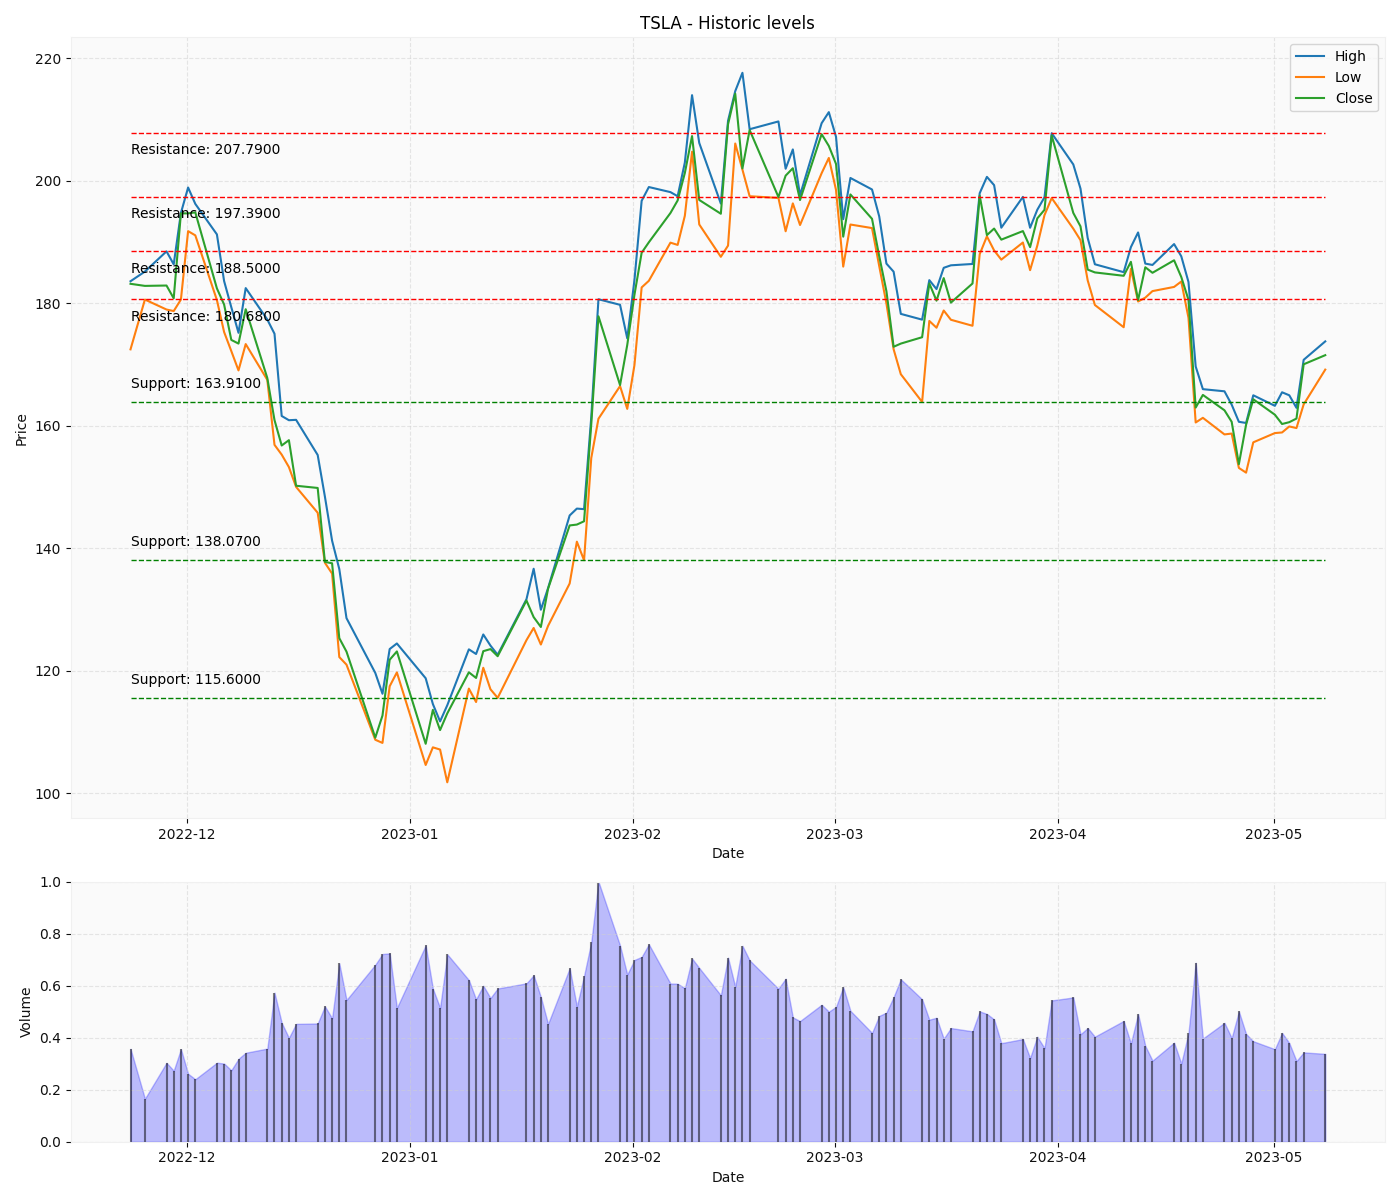 TSLA - Historic levels
High
Low
Close
Price
220
200
180
160
140
120
100
Resistance: 207.7900
Resistance: 197.3900
Resistance: 188.5000
Resistance: 180.6800
Support: 163.9100
Support: 138.0700
Support: 115.6000
2022-12
2023-01
2023-02
2023-03
2023-04
2023-05
Date
Volume
1.0
0.8
0.6
0.4
0.2
0.0
2022-12
2023-01
2023-02
2023-03
2023-04
2023-05
Date